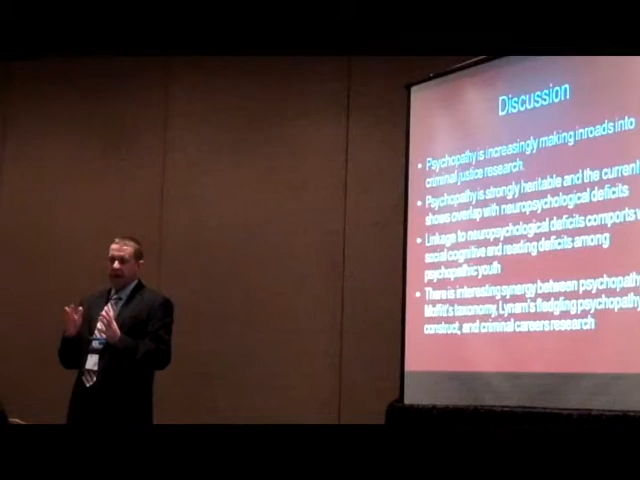 Discussion
• Psychopathy is increasingly making inroads into
criminal justice research.
• Psychopathy is strongly heritable and the current
shows overlap with neuropsychological deficits
• Linkage to neuropsychological deficits comports
social cognitive and reading deficits among
psychopathic youth
• There is interesting synergy between psychopath
Moffitt's taxonomy, Lynam's fledgling psychopathy
construct, and criminal careers research